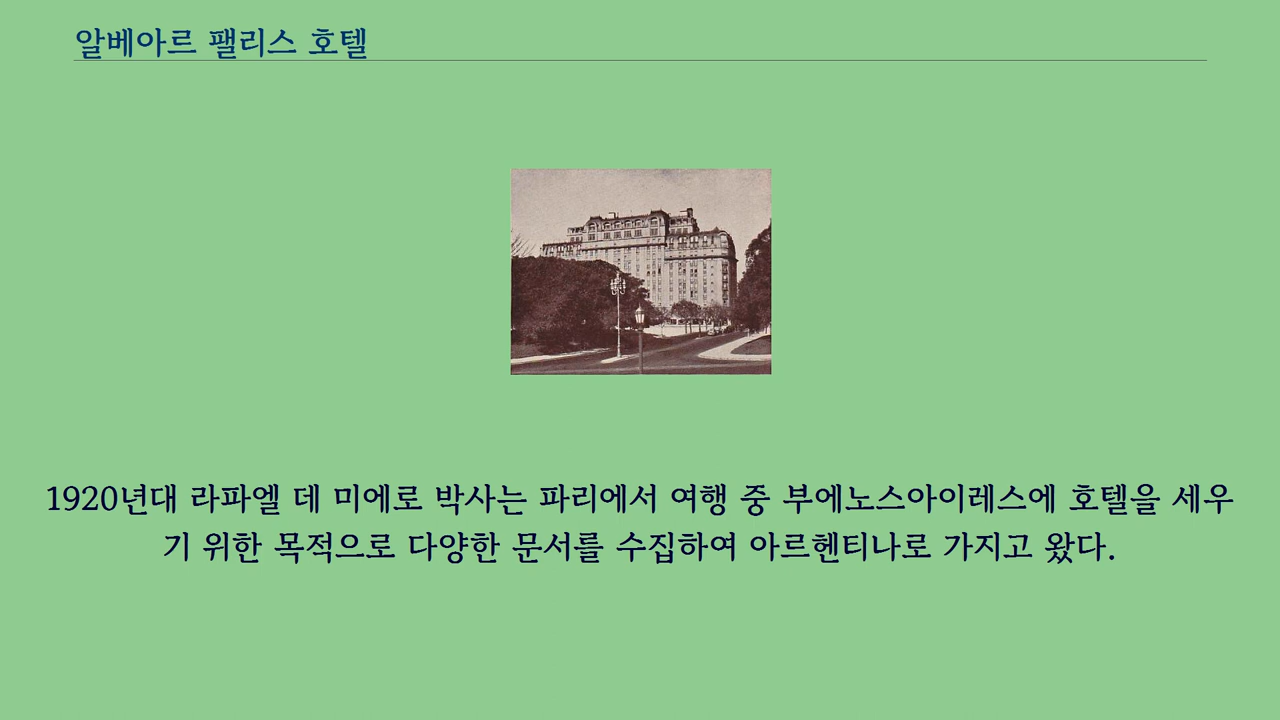 알베아르 팰리스 호텔
1920년대 라파엘 데 미에로 박사는 파리에서 여행 중 부에노스아이레스에 호텔을 세우
기 위한 목적으로 다양한 문서를 수집하여 아르헨티나로 가지고 왔다.